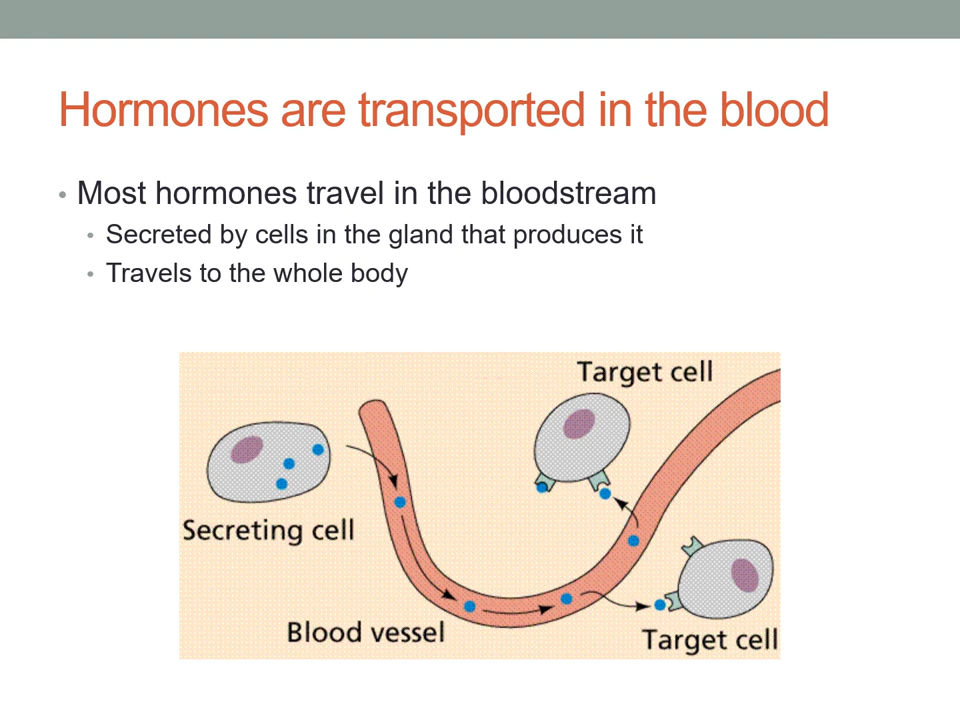 Hormones are transported in the blood
• Most hormones travel in the bloodstream
• Secreted by cells in the gland that produces it
• Travels to the whole body
Target cell
Secreting cell
Blood vessel
Target cell